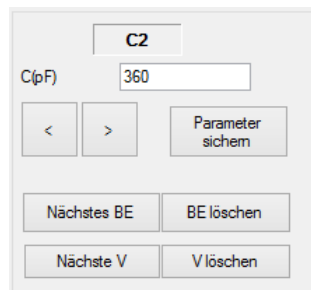 C2
C(pF) 360
< > Parameter
sichern
Nächstes BE BE löschen
Nächste V V löschen